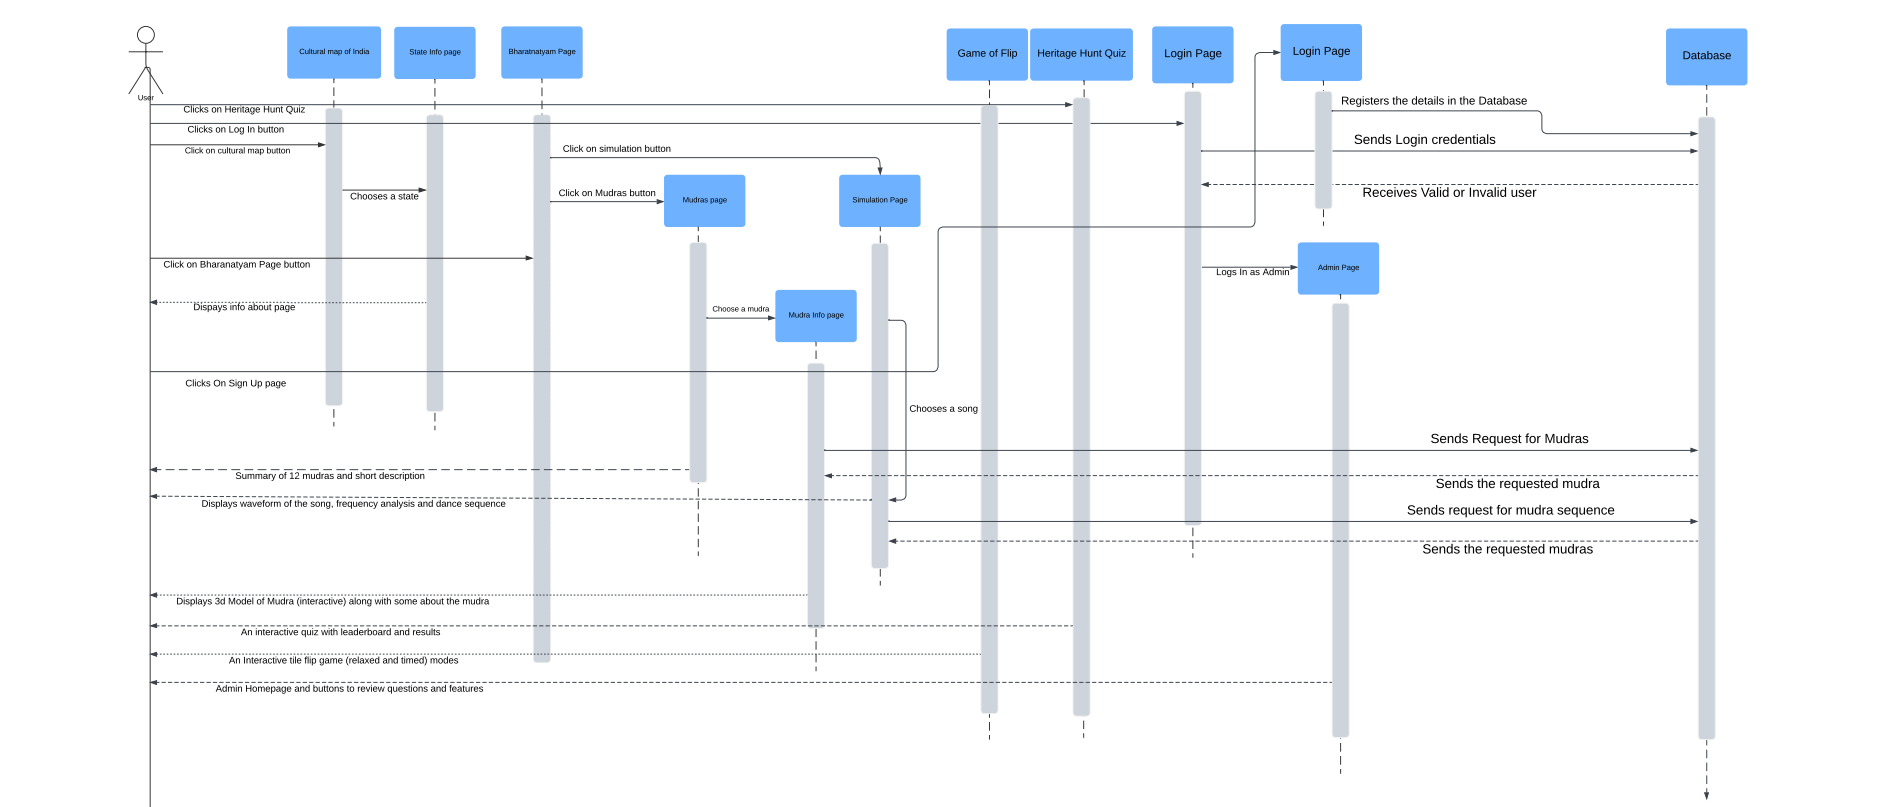 Cultural map of India
State Info page
Bharatnatyam Page
Game of Flip
Heritage Hunt Quiz
Login Page
Login Page
Database
User
Clicks on Heritage Hunt Quiz
Registers the details in the Database
Clicks on Log In button
Sends Login credentials
Click on cultural map button
Click on simulation button
Chooses a state
Click on Mudras button
Mudras page
Simulation Page
Receives Valid or Invalid user
Click on Bharanatyam Page button
Logs In as Admin
Admin Page
Dispays info about page
Choose a mudra
Mudra Info page
Clicks On Sign Up page
Chooses a song
Sends Request for Mudras
Summary of 12 mudras and short description
Sends the requested mudra
Displays waveform of the song, frequency analysis and dance sequence
Sends request for mudra sequence
Sends the requested mudras
Displays 3d Model of Mudra (interactive) along with some about the mudra
An interactive quiz with leaderboard and results
An Interactive tile flip game (relaxed and timed) modes
Admin Homepage and buttons to review questions and features